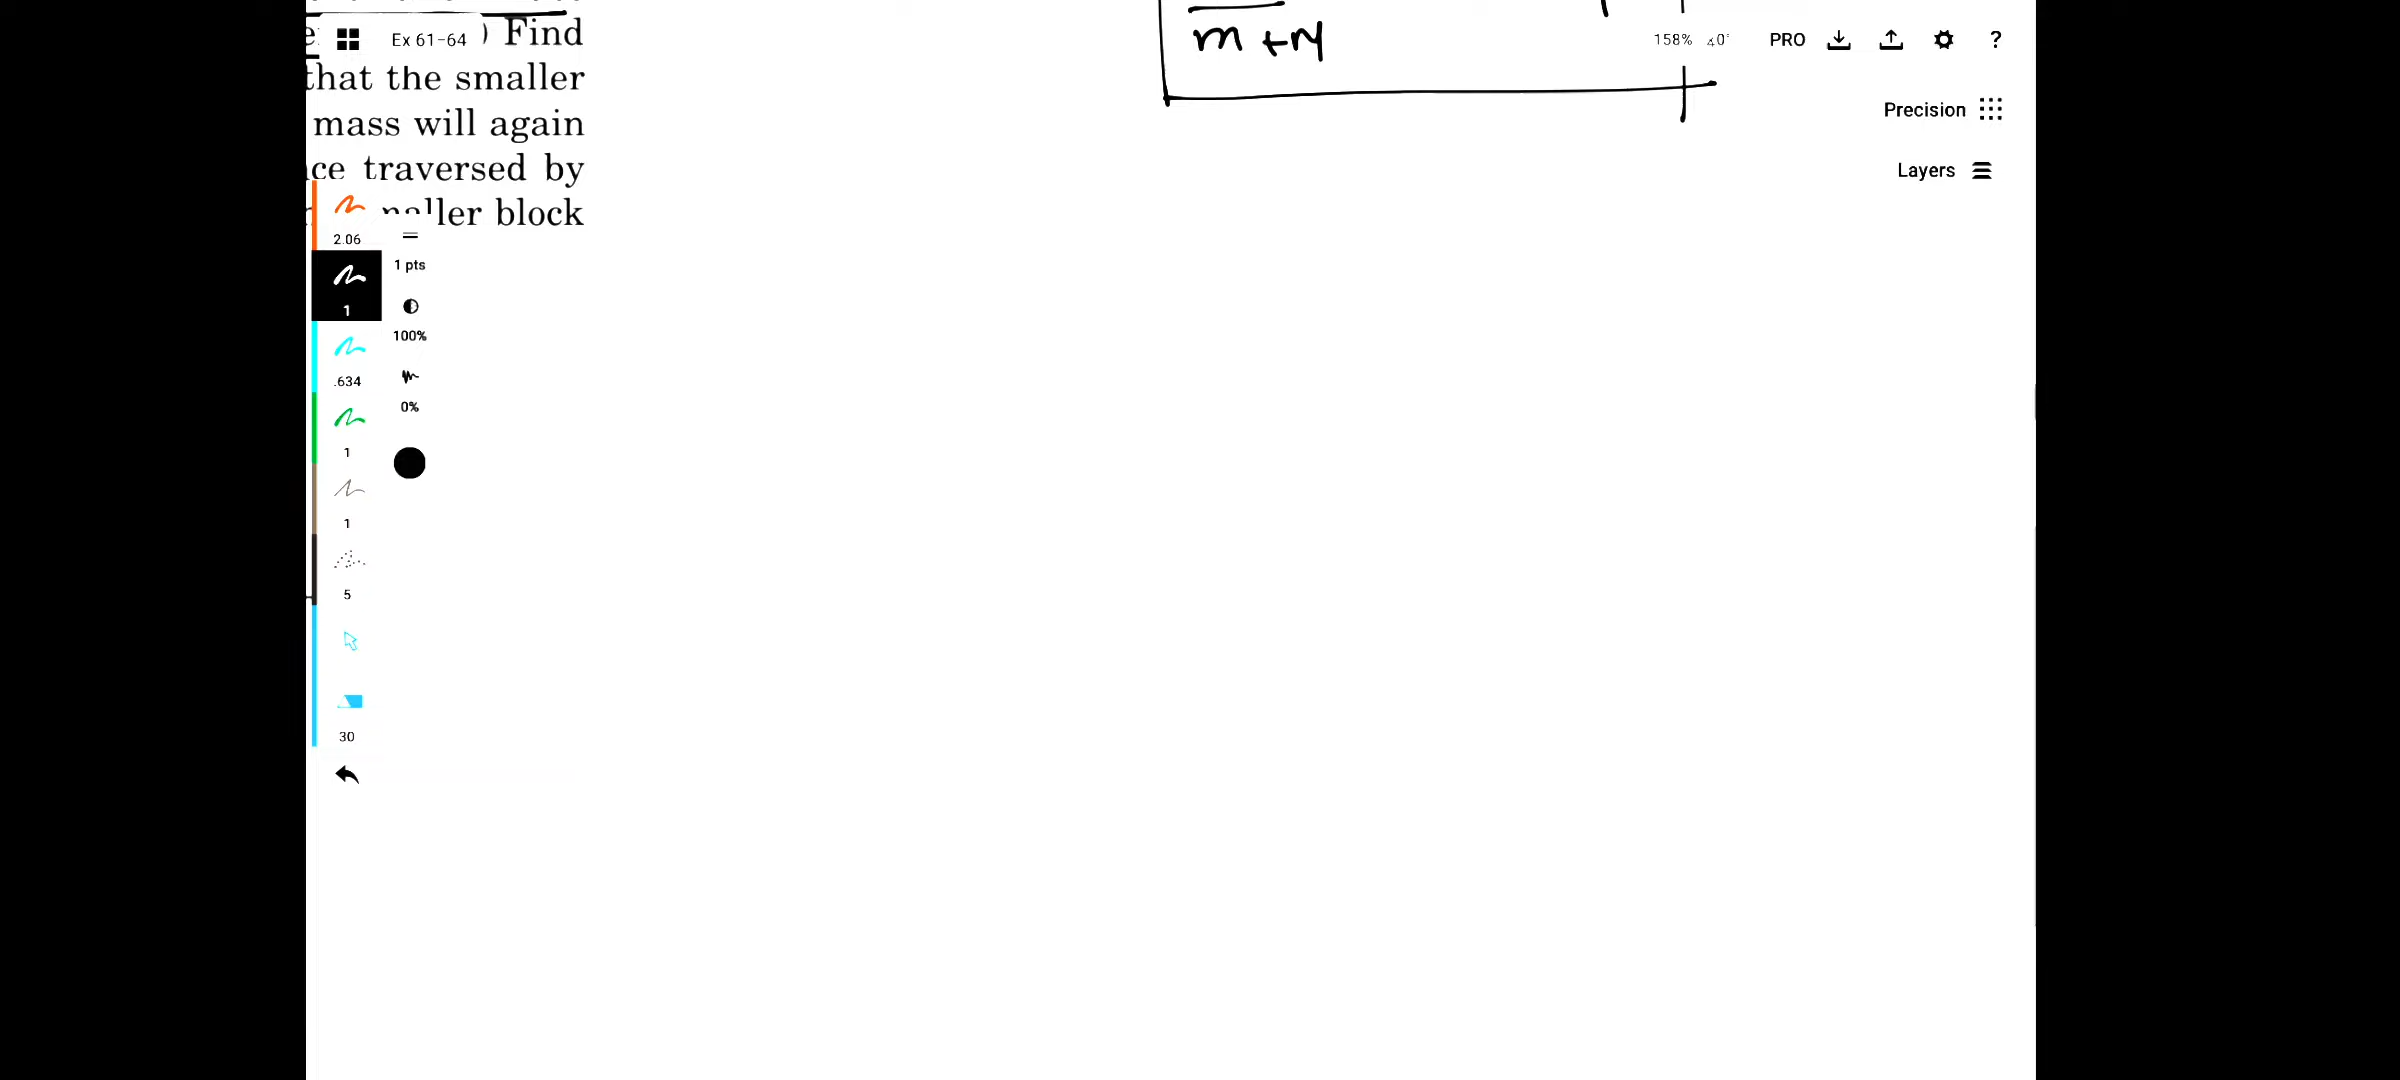 ) Find
that the smaller
mass will again
traversed by
ller block
Ex 61-64
m + M
158%
PRO
?
Precision
Layers
2.06
1
.634
1
1
5
30
1 pts
100%
0%